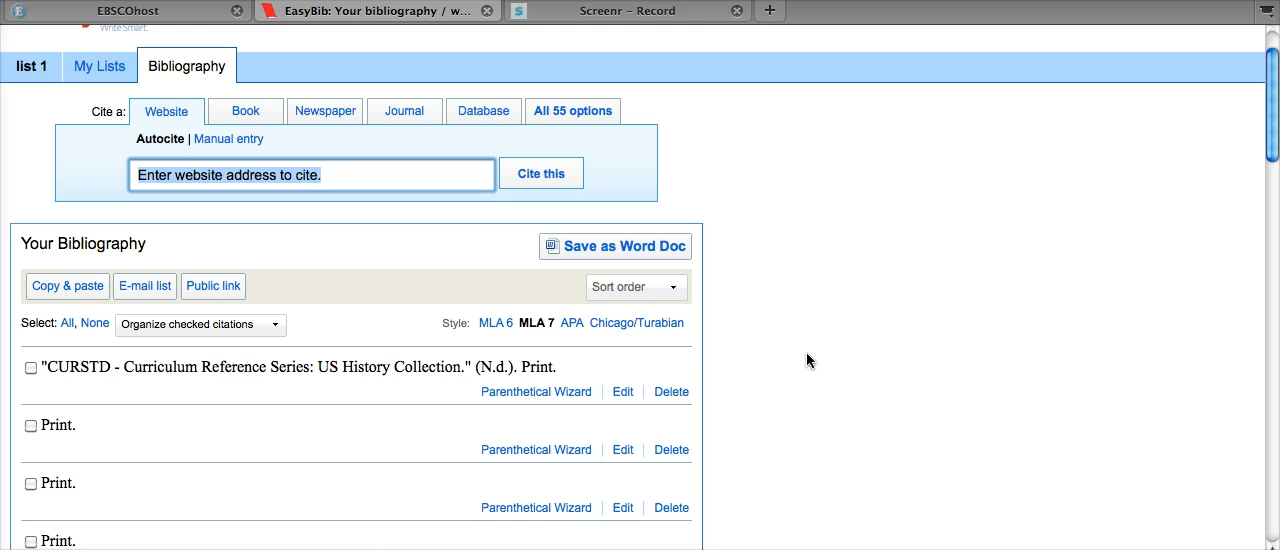 EBSCOhost EasyBib: Your bibliography / w... Screenr – Record
Write Smart.
list 1 My Lists Bibliography
Cite a: Website Book Newspaper Journal Database All 55 options
Autocite | Manual entry
Enter website address to cite. Cite this
Your Bibliography Save as Word Doc
Copy & paste E-mail list Public link Sort order
Select: All, None Organize checked citations Style: MLA 6 MLA 7 APA Chicago/Turabian
"CURSTD - Curriculum Reference Series: US History Collection." (N.d.). Print.
Parenthetical Wizard Edit Delete
Print.
Parenthetical Wizard Edit Delete
Print.
Parenthetical Wizard Edit Delete
Print.